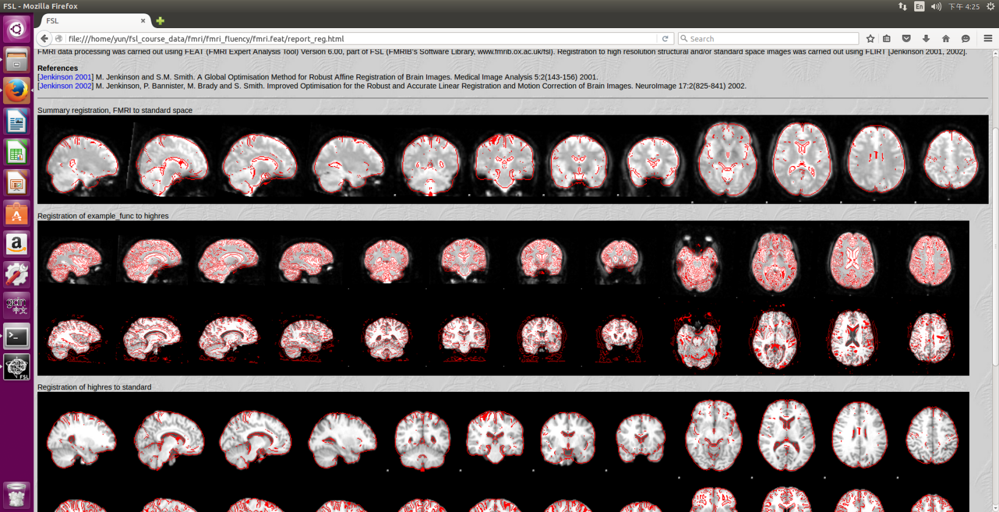 FSL - Mozilla Firefox
En
下午 4:25
FSL
file:///home/yun/fsl_course_data/fmri/fmri_fluency/fmri.feat/report_reg.html
Search
FMRI data processing was carried out using FEAT (FMRI Expert Analysis Tool) Version 6.00, part of FSL (FMRIB's Software Library, www.fmrib.ox.ac.uk/fsl). Registration to high resolution structural and/or standard space images was carried out using FLIRT [Jenkinson 2001, 2002].
References
[Jenkinson 2001] M. Jenkinson and S.M. Smith. A Global Optimisation Method for Robust Affine Registration of Brain Images. Medical Image Analysis 5:2(143-156) 2001.
[Jenkinson 2002] M. Jenkinson, P. Bannister, M. Brady and S. Smith. Improved Optimisation for the Robust and Accurate Linear Registration and Motion Correction of Brain Images. NeuroImage 17:2(825-841) 2002.
Summary registration, FMRI to standard space
Registration of example_func to highres
Registration of highres to standard
gcin
中文
FSL